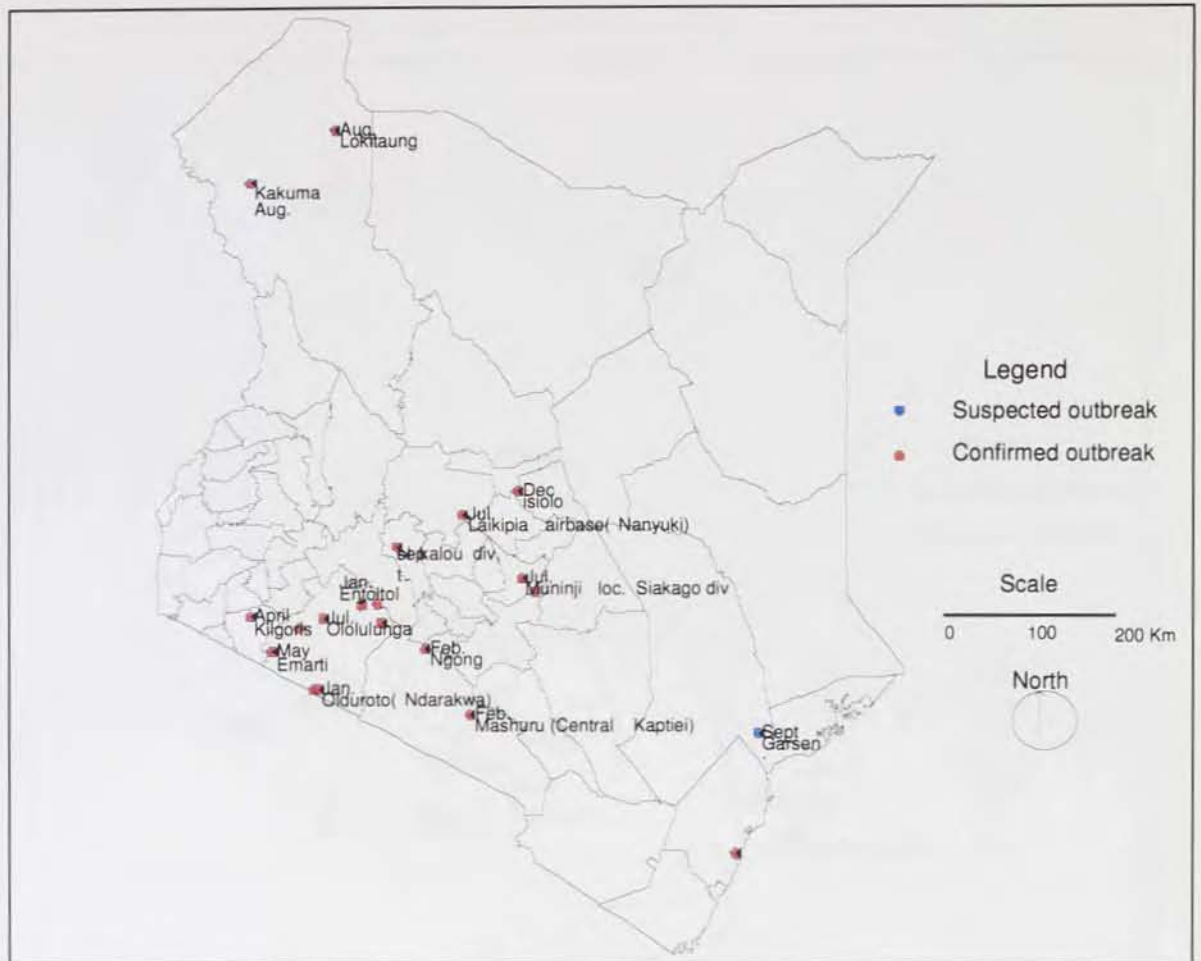 Aug.
Lokitaung
Kakuma
Aug.
Legend
Suspected outbreak
Confirmed outbreak
Dec
Isiolo
Jul.
Laikipia airbase( Nanyuki)
div.
Jul.
Muninji loc. Siakago div
Jan.
Entoltol
April
Kilgoris
Jul.
Ololulunga
May
Emarti
Feb.
Ngong
Jan.
Olduroto( Ndarakwa)
Feb.
Mashuru (Central Kaptiei)
Sept
Garsen
Scale
0 100 200 Km
North